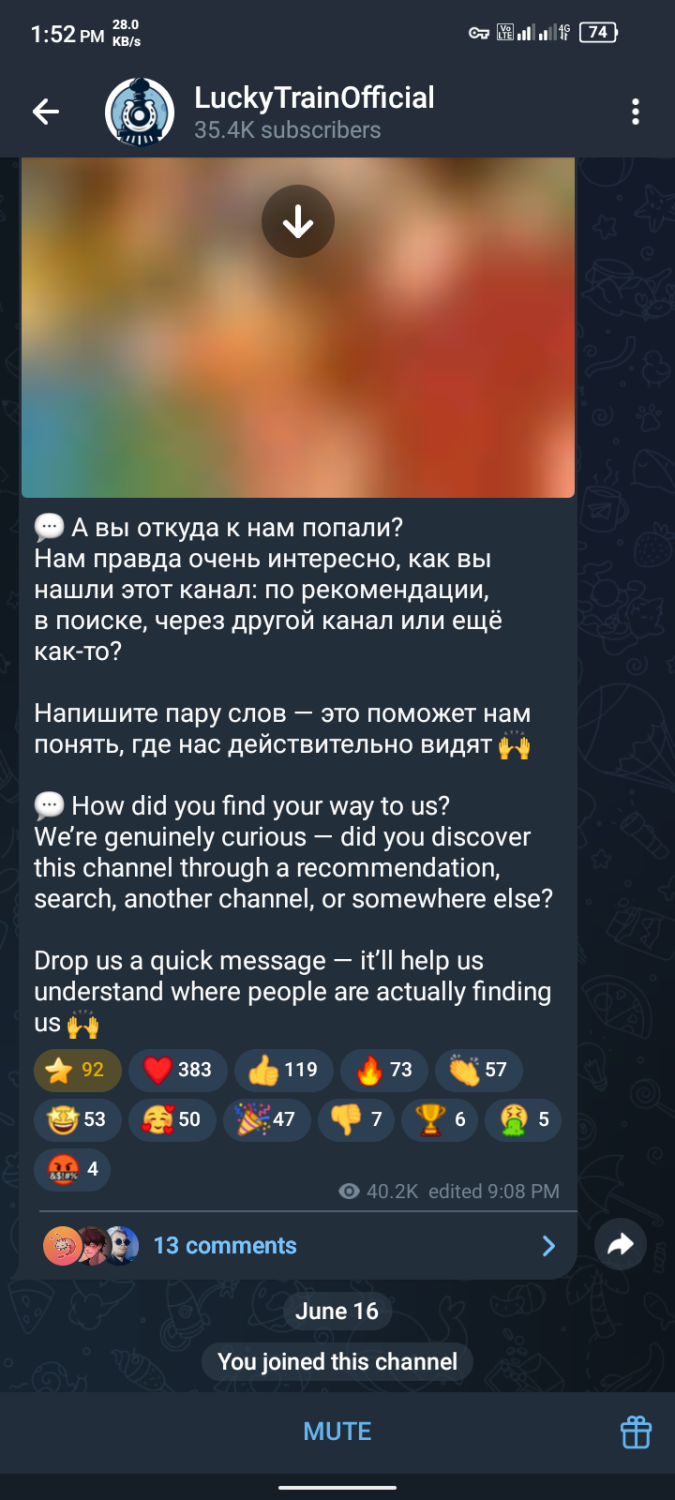 1:52 PM 28.0 KB/s VoLTE 4G 74
LuckyTrainOfficial
35.4K subscribers
А вы откуда к нам попали?
Нам правда очень интересно, как вы
нашли этот канал: по рекомендации,
в поиске, через другой канал или ещё
как-то?
Напишите пару слов — это поможет нам
понять, где нас действительно видят
How did you find your way to us?
We’re genuinely curious — did you discover
this channel through a recommendation,
search, another channel, or somewhere else?
Drop us a quick message — it’ll help us
understand where people are actually finding
us
92 383 119 73 57
53 50 47 7 6 5
4
40.2K edited 9:08 PM
13 comments
June 16
You joined this channel
MUTE